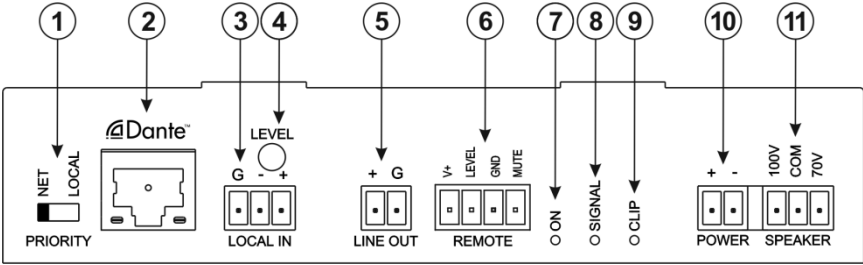 1 2 3 4 5 6 7 8 9 10 11
Dante™
LEVEL
NET
LOCAL
G - +
+ G
V+
LEVEL
GND
MUTE
ON
SIGNAL
CLIP
+ -
100V
COM
70V
PRIORITY
LOCAL IN
LINE OUT
REMOTE
POWER
SPEAKER